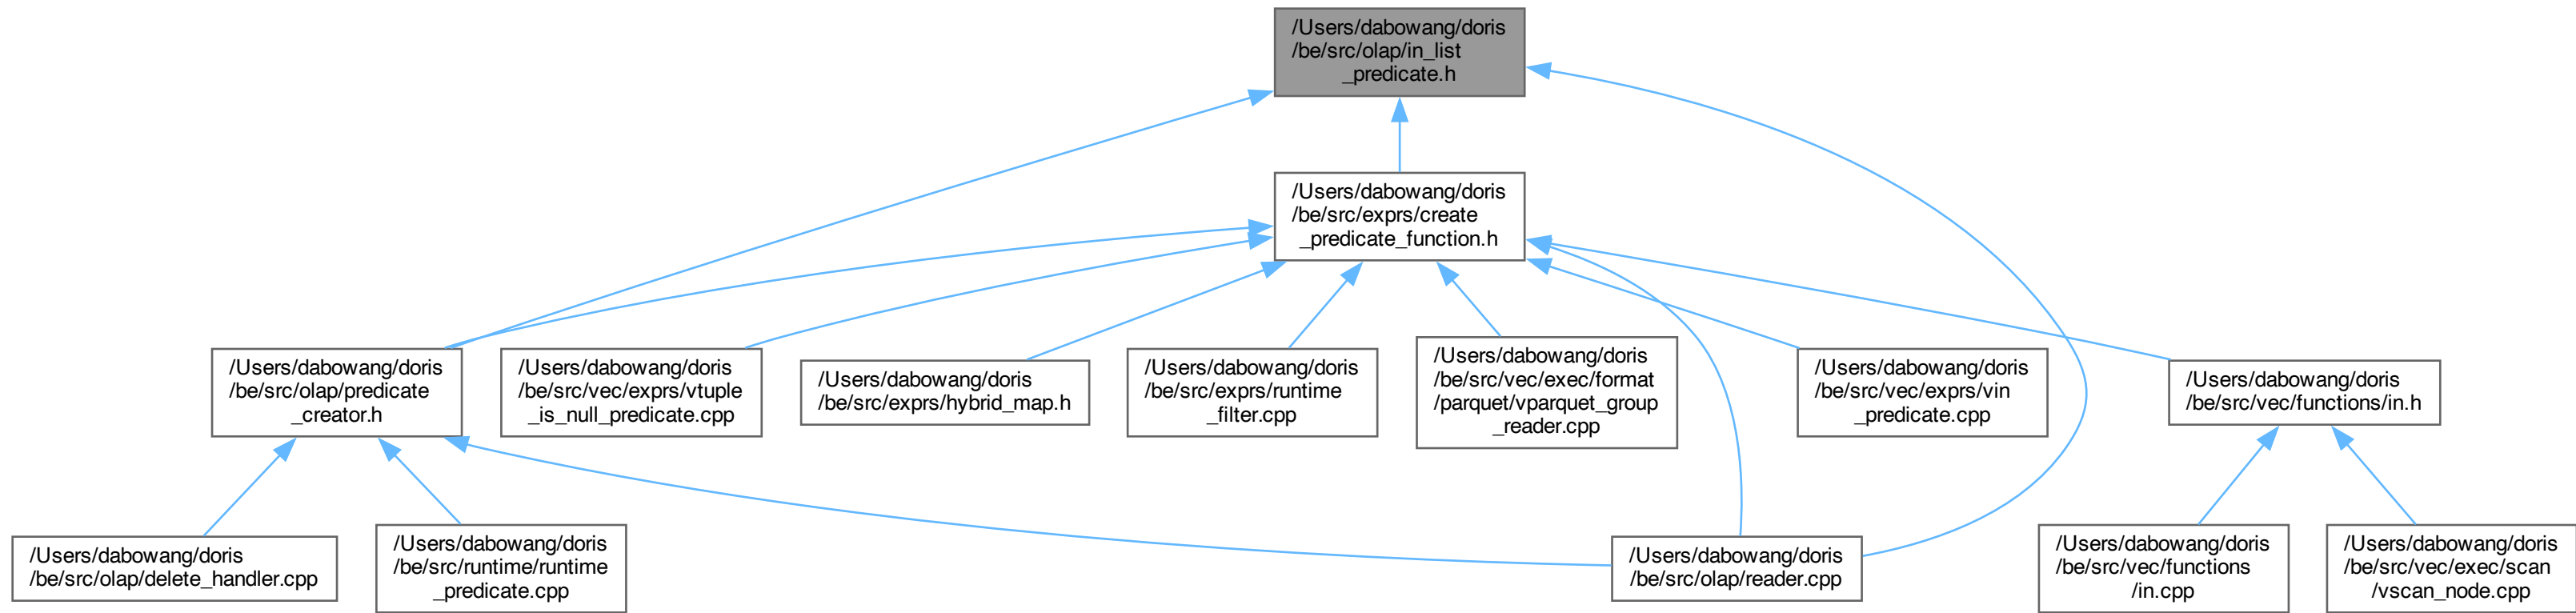 /Users/dabowang/doris
/be/src/olap/in_list
_predicate.h
/Users/dabowang/doris
/be/src/exprs/create
_predicate_function.h
/Users/dabowang/doris
/be/src/olap/predicate
_creator.h
/Users/dabowang/doris
/be/src/vec/exprs/vtuple
_is_null_predicate.cpp
/Users/dabowang/doris
/be/src/exprs/hybrid_map.h
/Users/dabowang/doris
/be/src/exprs/runtime
_filter.cpp
/Users/dabowang/doris
/be/src/vec/exec/format
/parquet/vparquet_group
_reader.cpp
/Users/dabowang/doris
/be/src/vec/exprs/vin
_predicate.cpp
/Users/dabowang/doris
/be/src/vec/functions/in.h
/Users/dabowang/doris
/be/src/olap/delete_handler.cpp
/Users/dabowang/doris
/be/src/runtime/runtime
_predicate.cpp
/Users/dabowang/doris
/be/src/olap/reader.cpp
/Users/dabowang/doris
/be/src/vec/functions
/in.cpp
/Users/dabowang/doris
/be/src/vec/exec/scan
/vscan_node.cpp